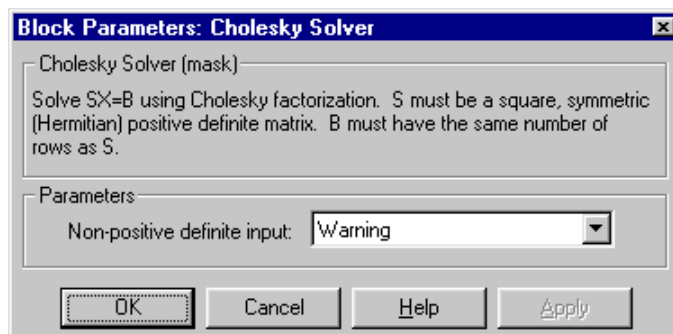 Block Parameters: Cholesky Solver
Cholesky Solver (mask)
Solve SX=B using Cholesky factorization.  S must be a square, symmetric
(Hermitian) positive definite matrix.  B must have the same number of
rows as S.
Parameters
Non-positive definite input: Warning
OK Cancel Help Apply